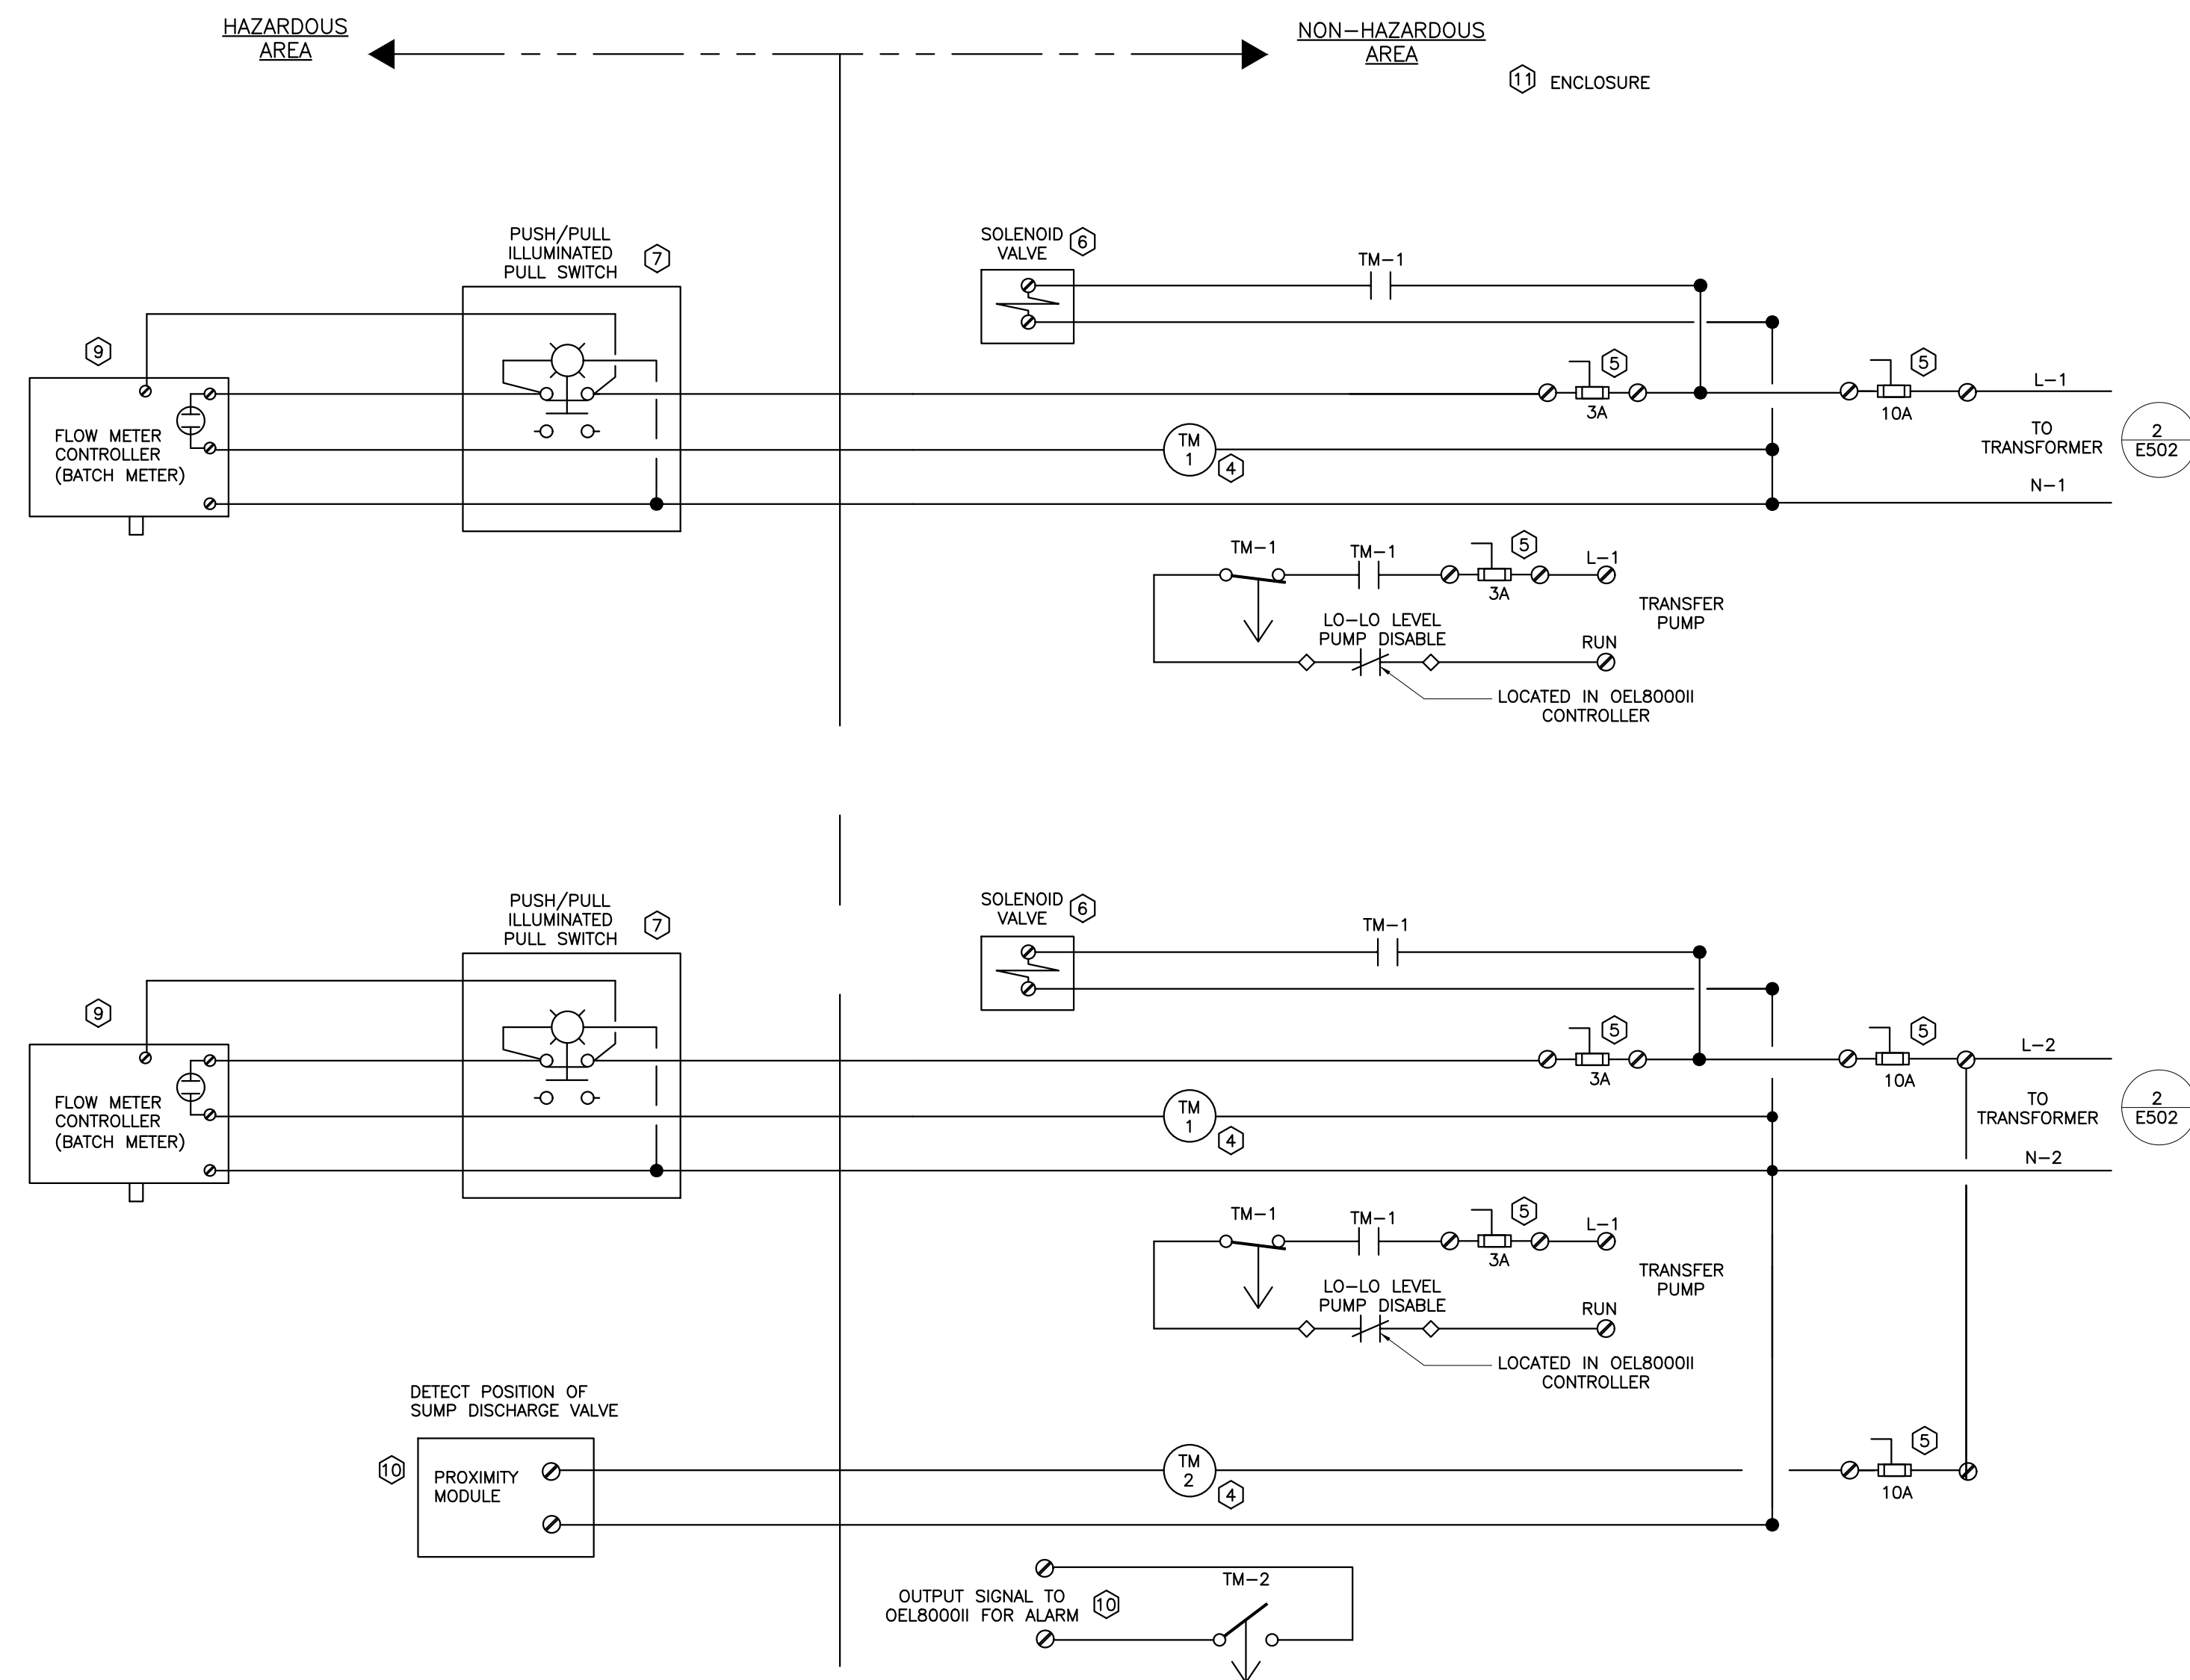 HAZARDOUS
AREA
NON-HAZARDOUS
AREA
11 ENCLOSURE
PUSH/PULL
ILLUMINATED
PULL SWITCH
7
SOLENOID
VALVE
6
TM-1
9
FLOW METER
CONTROLLER
(BATCH METER)
5
3A
5
10A
L-1
TO
TRANSFORMER
2
E502
N-1
TM
1
4
TM-1
TM-1
5
3A
L-1
TRANSFER
PUMP
LO-LO LEVEL
PUMP DISABLE
RUN
LOCATED IN OEL8000II
CONTROLLER
PUSH/PULL
ILLUMINATED
PULL SWITCH
7
SOLENOID
VALVE
6
TM-1
9
FLOW METER
CONTROLLER
(BATCH METER)
5
3A
5
10A
L-2
TO
TRANSFORMER
2
E502
N-2
TM
1
4
TM-1
TM-1
5
3A
L-1
TRANSFER
PUMP
LO-LO LEVEL
PUMP DISABLE
RUN
LOCATED IN OEL8000II
CONTROLLER
DETECT POSITION OF
SUMP DISCHARGE VALVE
10
PROXIMITY
MODULE
TM
2
4
5
10A
OUTPUT SIGNAL TO
OEL8000II FOR ALARM
10
TM-2